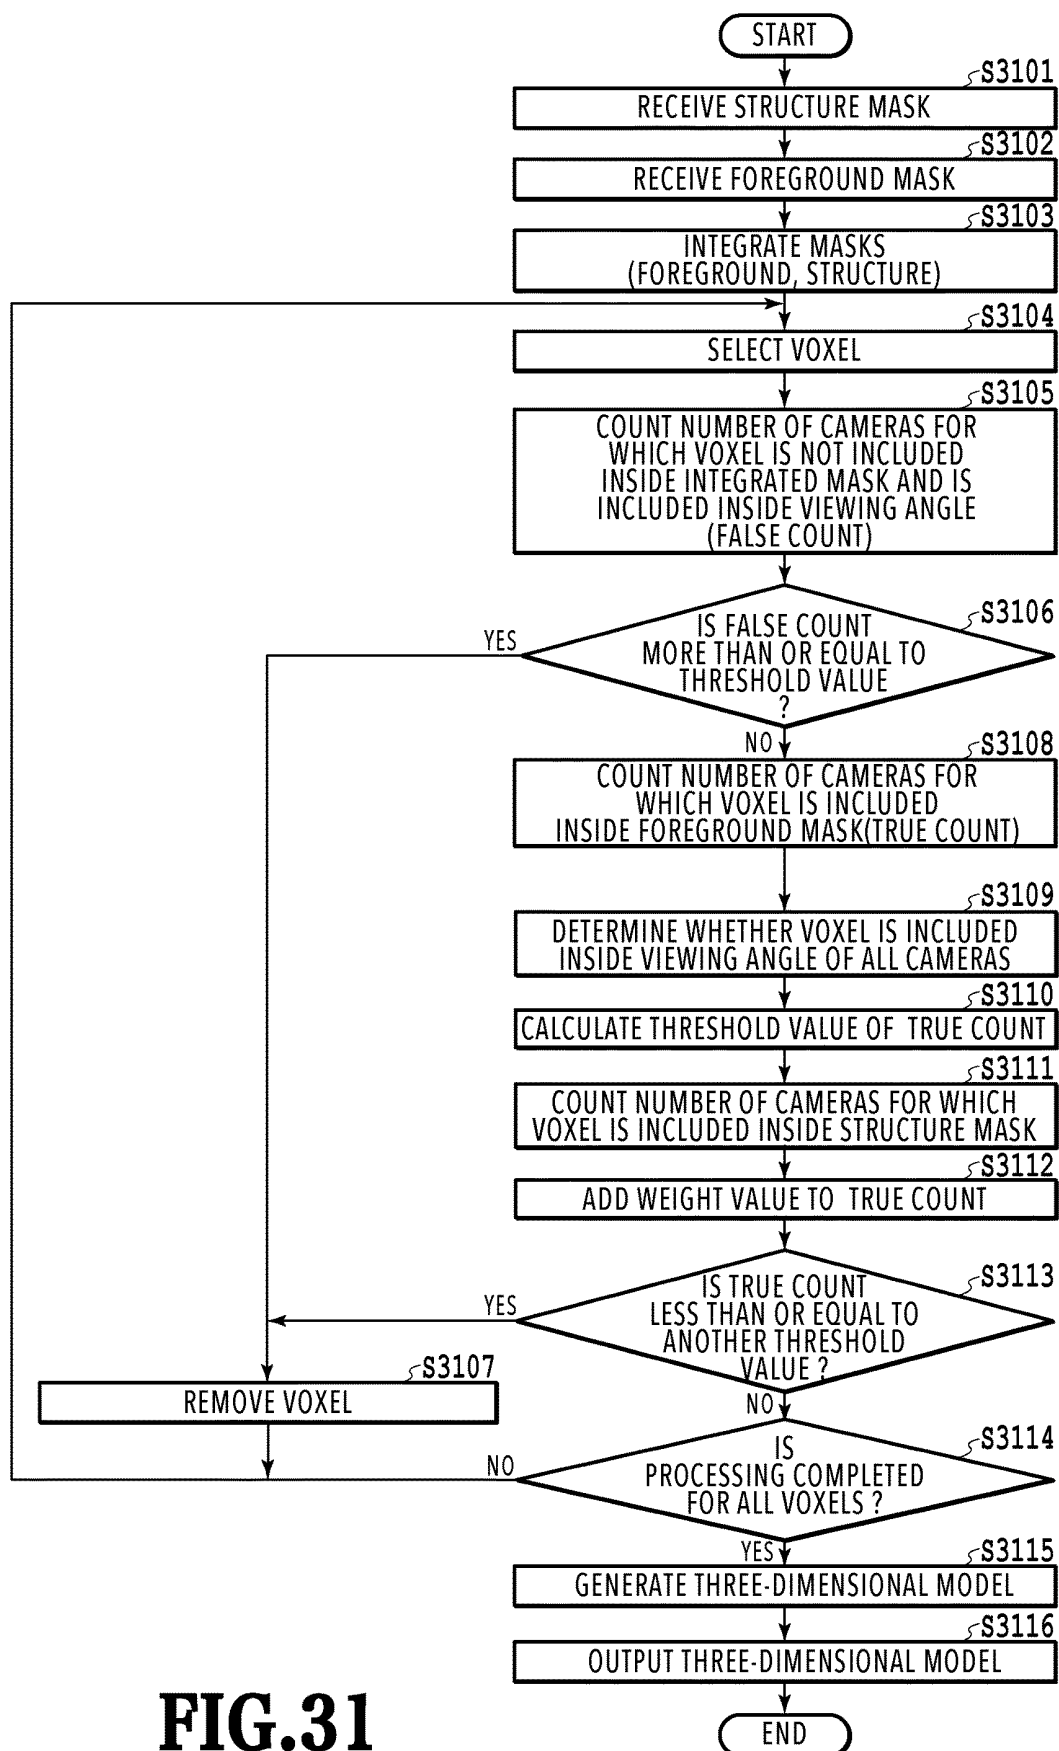 START
S3101
RECEIVE STRUCTURE MASK
S3102
RECEIVE FOREGROUND MASK
S3103
INTEGRATE MASKS
(FOREGROUND, STRUCTURE)
S3104
SELECT VOXEL
S3105
COUNT NUMBER OF CAMERAS FOR
WHICH VOXEL IS NOT INCLUDED
INSIDE INTEGRATED MASK AND IS
INCLUDED INSIDE VIEWING ANGLE
(FALSE COUNT)
S3106
YES
IS FALSE COUNT
MORE THAN OR EQUAL TO
THRESHOLD VALUE
?
NO
S3108
COUNT NUMBER OF CAMERAS FOR
WHICH VOXEL IS INCLUDED
INSIDE FOREGROUND MASK(TRUE COUNT)
S3109
DETERMINE WHETHER VOXEL IS INCLUDED
INSIDE VIEWING ANGLE OF ALL CAMERAS
S3110
CALCULATE THRESHOLD VALUE OF TRUE COUNT
S3111
COUNT NUMBER OF CAMERAS FOR WHICH
VOXEL IS INCLUDED INSIDE STRUCTURE MASK
S3112
ADD WEIGHT VALUE TO TRUE COUNT
S3113
YES
IS TRUE COUNT
LESS THAN OR EQUAL TO
ANOTHER THRESHOLD
VALUE ?
S3107
REMOVE VOXEL
NO
S3114
NO
IS
PROCESSING COMPLETED
FOR ALL VOXELS ?
YES
S3115
GENERATE THREE-DIMENSIONAL MODEL
S3116
OUTPUT THREE-DIMENSIONAL MODEL
END
FIG.31